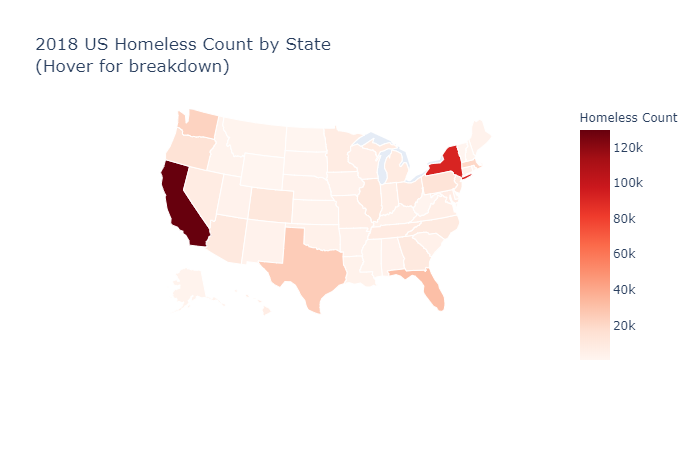 2018 US Homeless Count by State
(Hover for breakdown)
Homeless Count
120k
100k
80k
60k
40k
20k